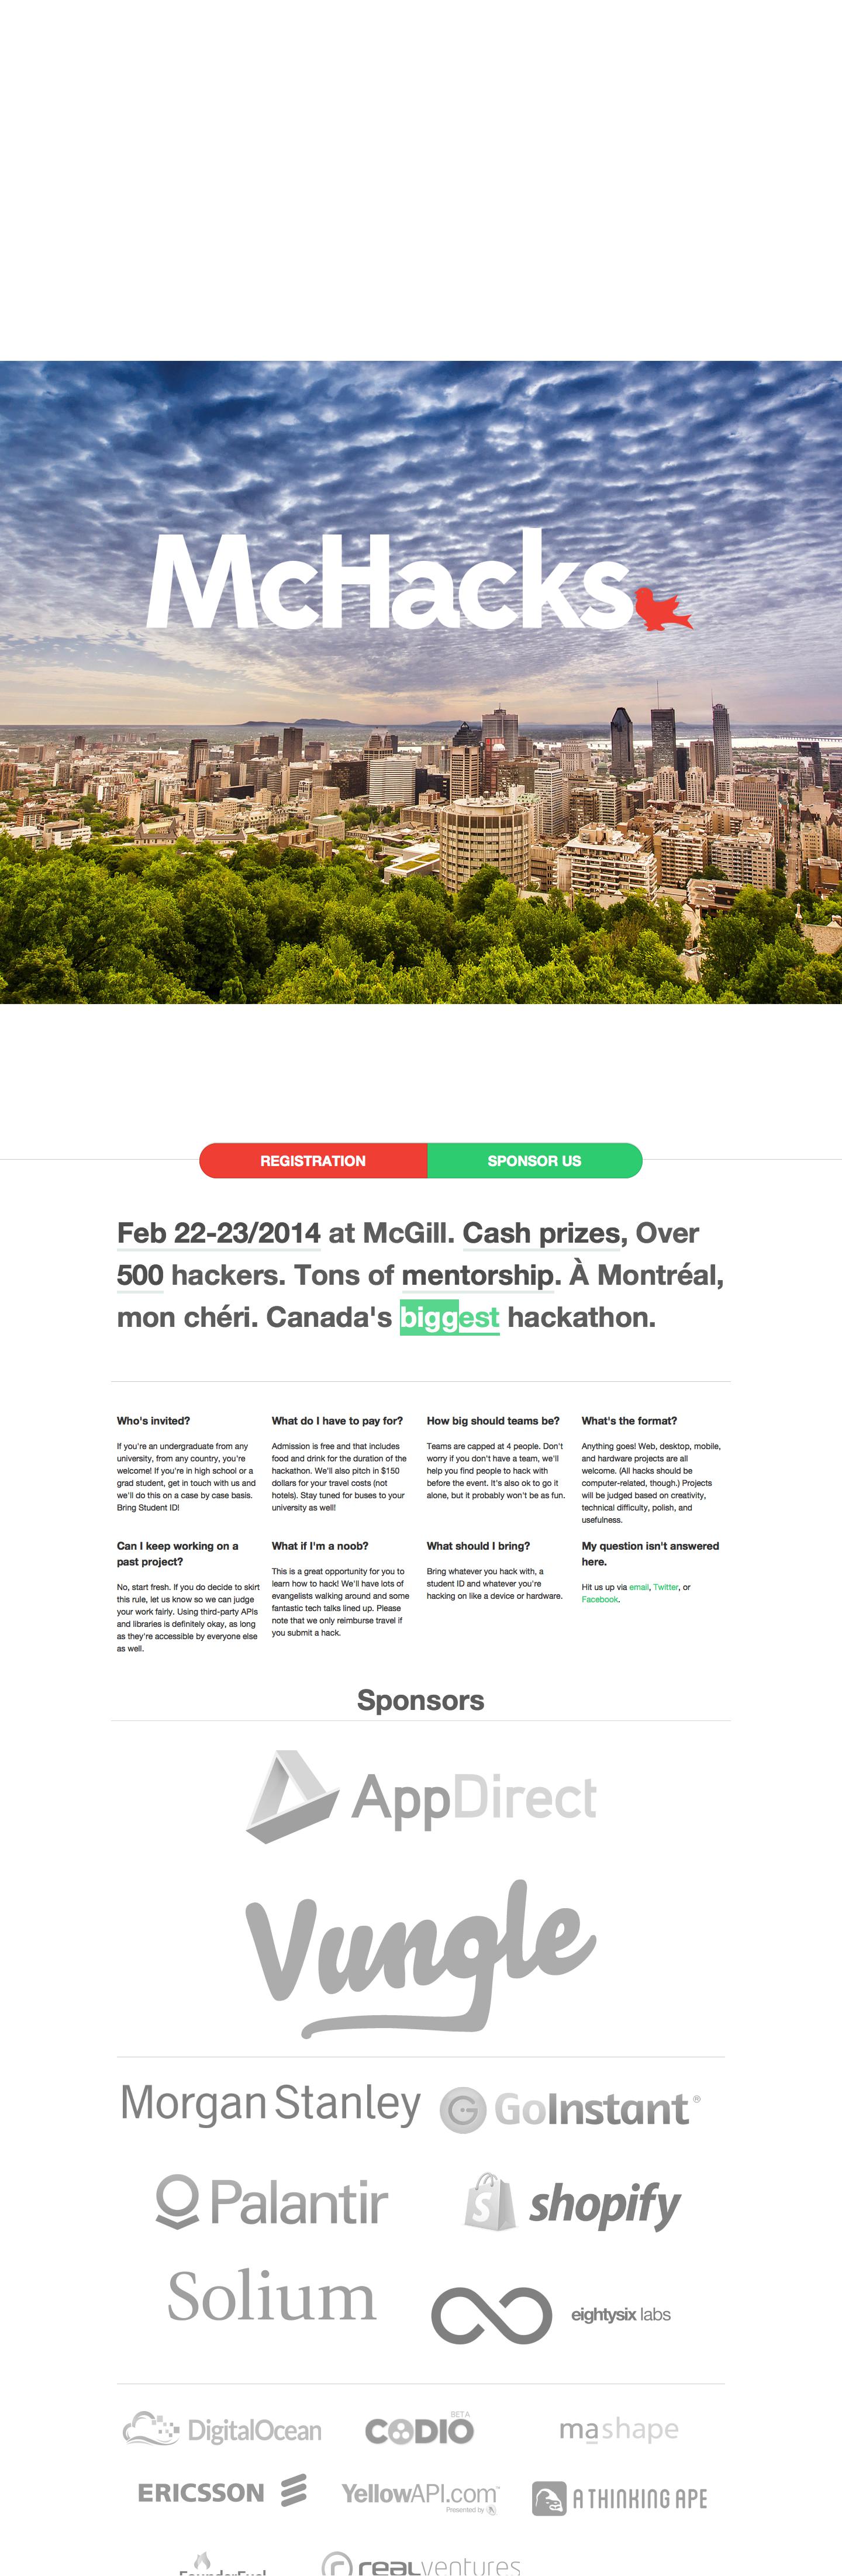 McHacks
REGISTRATION
SPONSOR US
Feb 22-23/2014 at McGill. Cash prizes, Over
500 hackers. Tons of mentorship. À Montréal,
mon chéri. Canada's biggest hackathon.
Who's invited?
If you're an undergraduate from any
university, from any country, you're
welcome! If you're in high school or a
grad student, get in touch with us and
we'll do this on a case by case basis.
Bring Student ID!
What do I have to pay for?
Admission is free and that includes
food and drink for the duration of the
hackathon. We'll also pitch in $150
dollars for your travel costs (not
hotels). Stay tuned for buses to your
university as well!
How big should teams be?
Teams are capped at 4 people. Don't
worry if you don't have a team, we'll
help you find people to hack with
before the event. It's also ok to go it
alone, but it probably won't be as fun.
What's the format?
Anything goes! Web, desktop, mobile,
and hardware projects are all
welcome. (All hacks should be
computer-related, though.) Projects
will be judged based on creativity,
technical difficulty, polish, and
usefulness.
Can I keep working on a
past project?
No, start fresh. If you do decide to skirt
this rule, let us know so we can judge
your work fairly. Using third-party APIs
and libraries is definitely okay, as long
as they're accessible by everyone else
as well.
What if I'm a noob?
This is a great opportunity for you to
learn how to hack! We'll have lots of
evangelists walking around and some
fantastic tech talks lined up. Please
note that we only reimburse travel if
you submit a hack.
What should I bring?
Bring whatever you hack with, a
student ID and whatever you're
hacking on like a device or hardware.
My question isn't answered
here.
Hit us up via email, Twitter, or
Facebook.
Sponsors
AppDirect
Vungle
Morgan Stanley
GoInstant®
Palantir
shopify
Solium
eightysix labs
DigitalOcean
CODIO BETA
mashape
ERICSSON
YellowAPI.com™
Presented by
A THINKING APE
FounderFuel
realventures